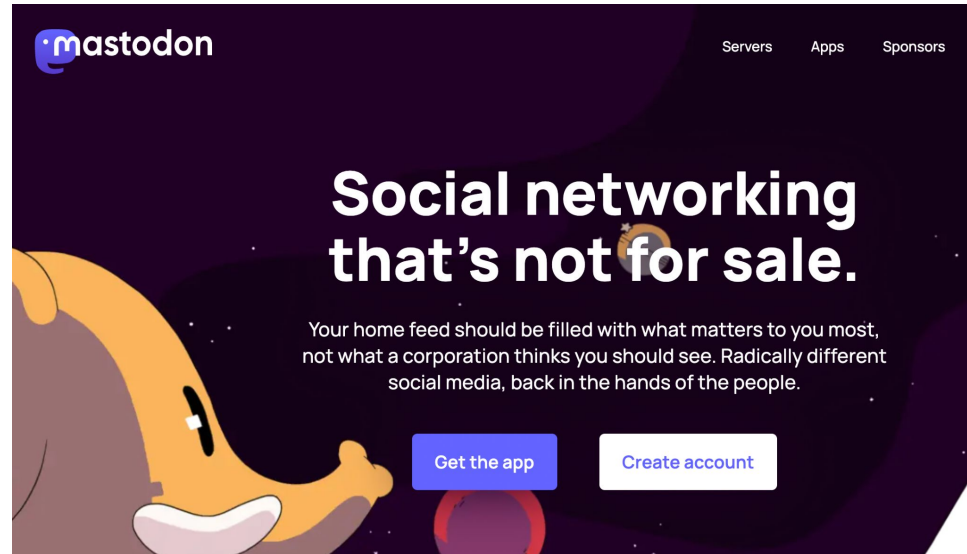 mastodon
Servers Apps Sponsors
Social networking
that's not for sale.
Your home feed should be filled with what matters to you most,
not what a corporation thinks you should see. Radically different
social media, back in the hands of the people.
Get the app Create account